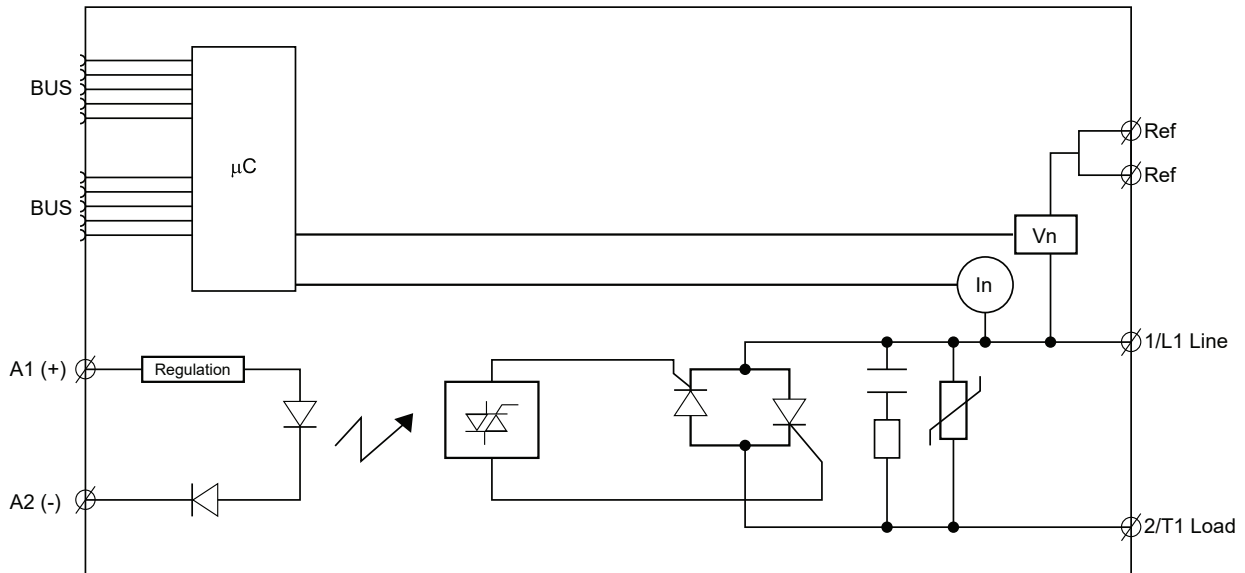 BUS
μC
Ref
Ref
BUS
Vn
In
1/L1 Line
A1 (+)
Regulation
A2 (-)
2/T1 Load